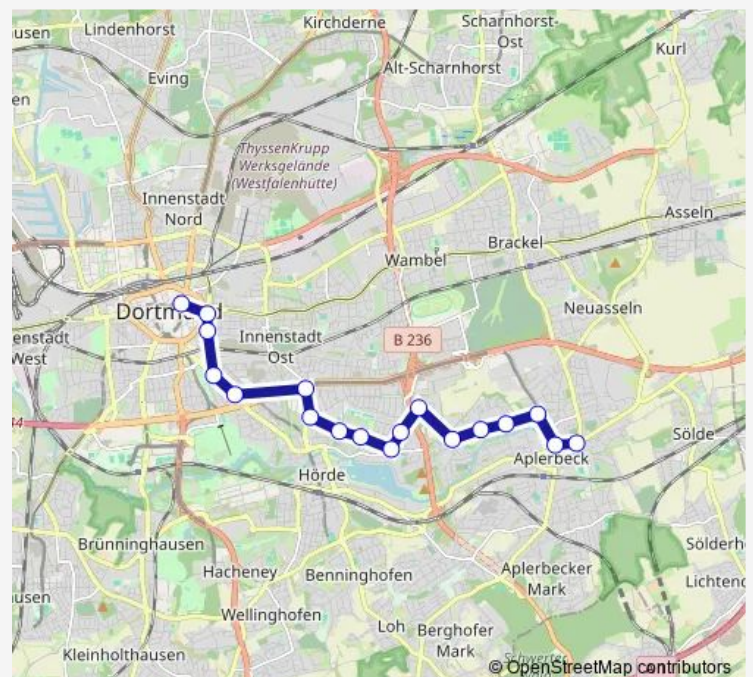 Lindenhorst
Kirchderne
Scharnhorst-
Ost
usen
Kurl
Eving
Alt-Scharnhorst
en
ThyssenKrupp
Werksgelände
(Westfalenhütte)
Innenstadt
Nord
Asseln
Brackel
Wambel
Neuasseln
Dortmund
enstadt
West
Innenstadt
Ost
B 236
Sölde
Aplerbeck
Hörde
Brünninghausen
Sölderh
Hacheney
Benninghofen
Aplerbecker
Mark
Lichtend
usen
Wellinghofen
Loh
Berghofer
Mark
Kleinholthausen
Schwerter
© OpenStreetMap contributors